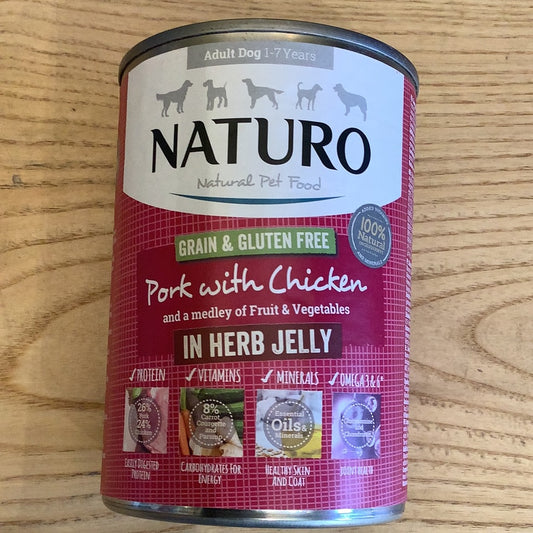 Adult Dog 1-7 Years
NATURO
Natural Pet Food
GRAIN & GLUTEN FREE
100%
Natural
Pork with Chicken
and a medley of Fruit & Vegetables
IN HERB JELLY
✓PROTEIN ✓VITAMINS ✓MINERALS ✓OMEGA 3 & 6*
26%
Pork
24%
8%
Carrot,
Courgette
and
Parsnip
Essential
Oils &
Minerals
EASILY DIGESTED
PROTEIN
CARBOHYDRATES FOR
ENERGY
HEALTHY SKIN
AND COAT
JOINT HEALTH